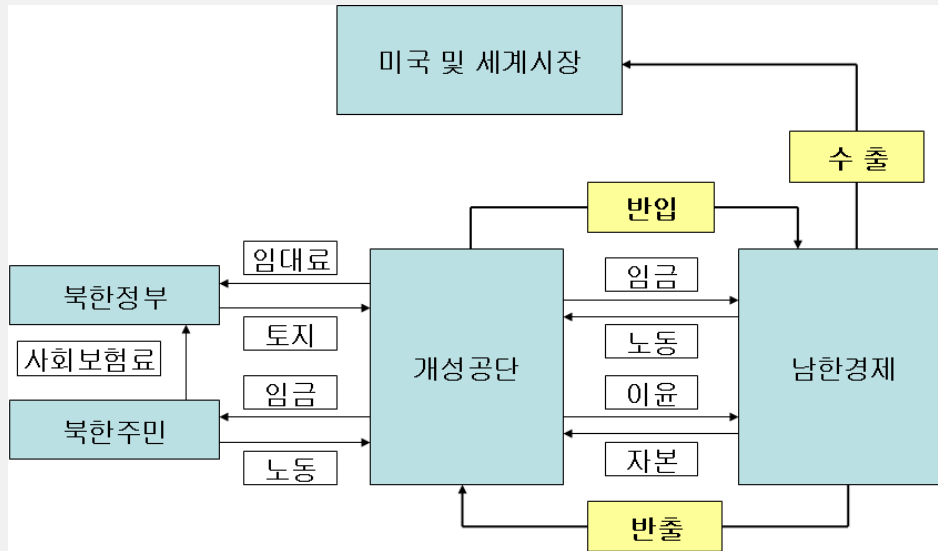 미국 및 세계시장
수 출
반입
임대료
임금
북한정부
토지
노동
사회보험료
개성공단
남한경제
임금
이윤
북한주민
노동
자본
반출